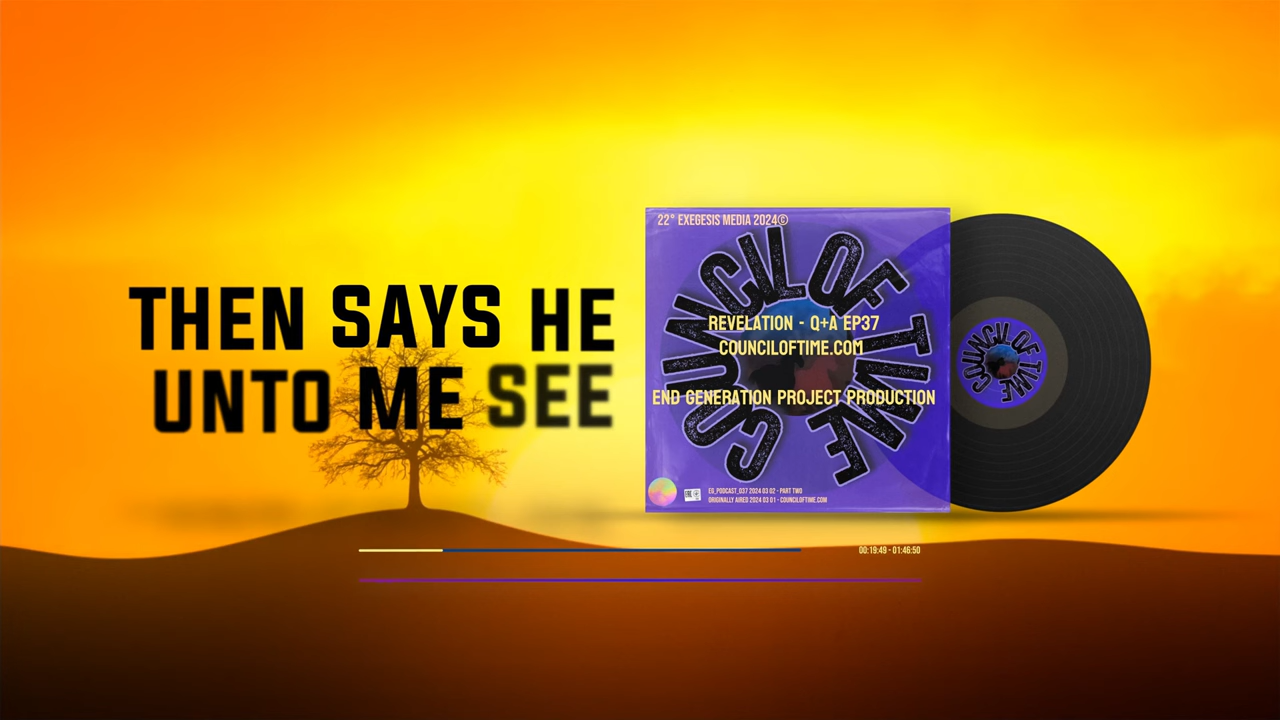 THEN SAYS HE
UNTO ME SEE
22° EXEGESIS MEDIA 2024©
COUNCIL OF TIME
REVELATION - Q+A EP37
COUNCILOFTIME.COM
END GENERATION PROJECT PRODUCTION
EG_PODCAST_037 2024 03 02 - PART TWO
ORIGINALLY AIRED 2024 03 01 - COUNCILOFTIME.COM
COUNCIL OF TIME
00:19:49 - 01:46:50